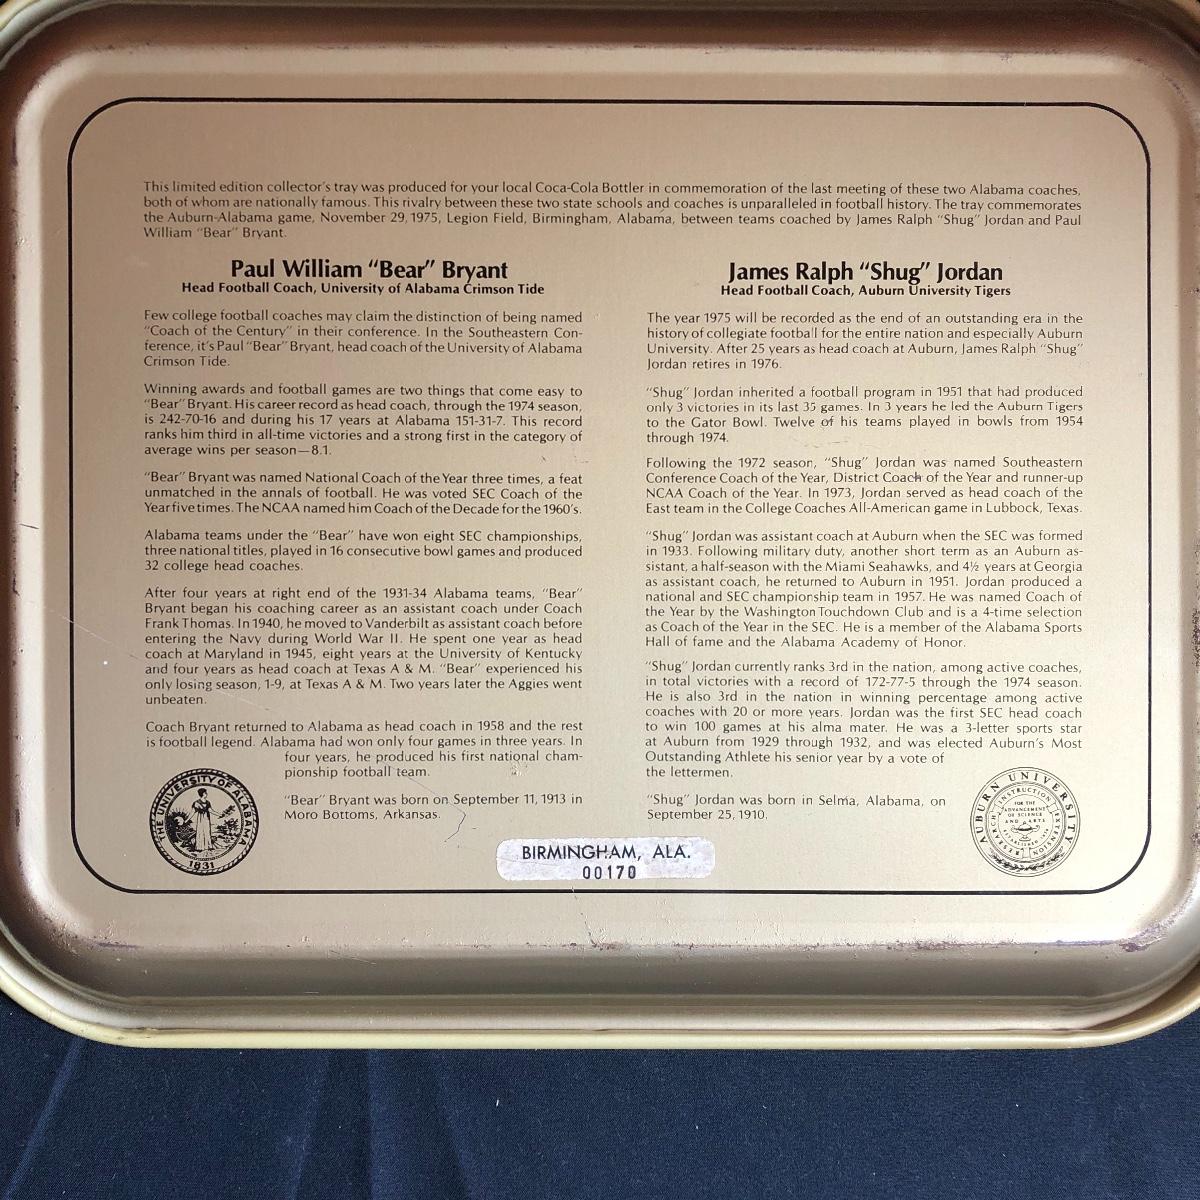 This limited edition collector's tray was produced for your local Coca-Cola Bottler in commemoration of the last meeting of these two Alabama coaches,
both of whom are nationally famous. This rivalry between these two state schools and coaches is unparalleled in football history. The tray commemorates
the Auburn-Alabama game, November 29, 1975, Legion Field, Birmingham, Alabama, between teams coached by James Ralph "Shug" Jordan and Paul
William "Bear" Bryant.
Paul William "Bear" Bryant
Head Football Coach, University of Alabama Crimson Tide
Few college football coaches may claim the distinction of being named
"Coach of the Century" in their conference. In the Southeastern Con-
ference, it's Paul "Bear" Bryant, head coach of the University of Alabama
Crimson Tide.
Winning awards and football games are two things that come easy to
"Bear" Bryant. His career record as head coach, through the 1974 season,
is 242-70-16 and during his 17 years at Alabama 151-31-7. This record
ranks him third in all-time victories and a strong first in the category of
average wins per season—8.1.
"Bear" Bryant was named National Coach of the Year three times, a feat
unmatched in the annals of football. He was voted SEC Coach of the
Year five times. The NCAA named him Coach of the Decade for the 1960's.
Alabama teams under the "Bear" have won eight SEC championships,
three national titles, played in 16 consecutive bowl games and produced
32 college head coaches.
After four years at right end of the 1931-34 Alabama teams, "Bear"
Bryant began his coaching career as an assistant coach under Coach
Frank Thomas. In 1940, he moved to Vanderbilt as assistant coach before
entering the Navy during World War II. He spent one year as head
coach at Maryland in 1945, eight years at the University of Kentucky
and four years as head coach at Texas A & M. "Bear" experienced his
only losing season, 1-9, at Texas A & M. Two years later the Aggies went
unbeaten.
Coach Bryant returned to Alabama as head coach in 1958 and the rest
is football legend. Alabama had won only four games in three years. In
four years, he produced his first national cham-
pionship football team.
"Bear" Bryant was born on September 11, 1913 in
Moro Bottoms, Arkansas.
THE UNIVERSITY OF ALABAMA
1831
James Ralph "Shug" Jordan
Head Football Coach, Auburn University Tigers
The year 1975 will be recorded as the end of an outstanding era in the
history of collegiate football for the entire nation and especially Auburn
University. After 25 years as head coach at Auburn, James Ralph "Shug"
Jordan retires in 1976.
"Shug" Jordan inherited a football program in 1951 that had produced
only 3 victories in its last 35 games. In 3 years he led the Auburn Tigers
to the Gator Bowl. Twelve of his teams played in bowls from 1954
through 1974.
Following the 1972 season, "Shug" Jordan was named Southeastern
Conference Coach of the Year, District Coach of the Year and runner-up
NCAA Coach of the Year. In 1973, Jordan served as head coach of the
East team in the College Coaches All-American game in Lubbock, Texas.
"Shug" Jordan was assistant coach at Auburn when the SEC was formed
in 1933. Following military duty, another short term as an Auburn as-
sistant, a half-season with the Miami Seahawks, and 4½ years at Georgia
as assistant coach, he returned to Auburn in 1951. Jordan produced a
national and SEC championship team in 1957. He was named Coach of
the Year by the Washington Touchdown Club and is a 4-time selection
as Coach of the Year in the SEC. He is a member of the Alabama Sports
Hall of fame and the Alabama Academy of Honor.
"Shug" Jordan currently ranks 3rd in the nation, among active coaches,
in total victories with a record of 172-77-5 through the 1974 season.
He is also 3rd in the nation in winning percentage among active
coaches with 20 or more years. Jordan was the first SEC head coach
to win 100 games at his alma mater. He was a 3-letter sports star
at Auburn from 1929 through 1932, and was elected Auburn's Most
Outstanding Athlete his senior year by a vote of
the lettermen.
"Shug" Jordan was born in Selma, Alabama, on
September 25, 1910.
AUBURN UNIVERSITY
RESEARCH INSTRUCTION EXTENSION
FOR THE
ADVANCEMENT
OF SCIENCE
AND ARTS
BIRMINGHAM, ALA.
00170